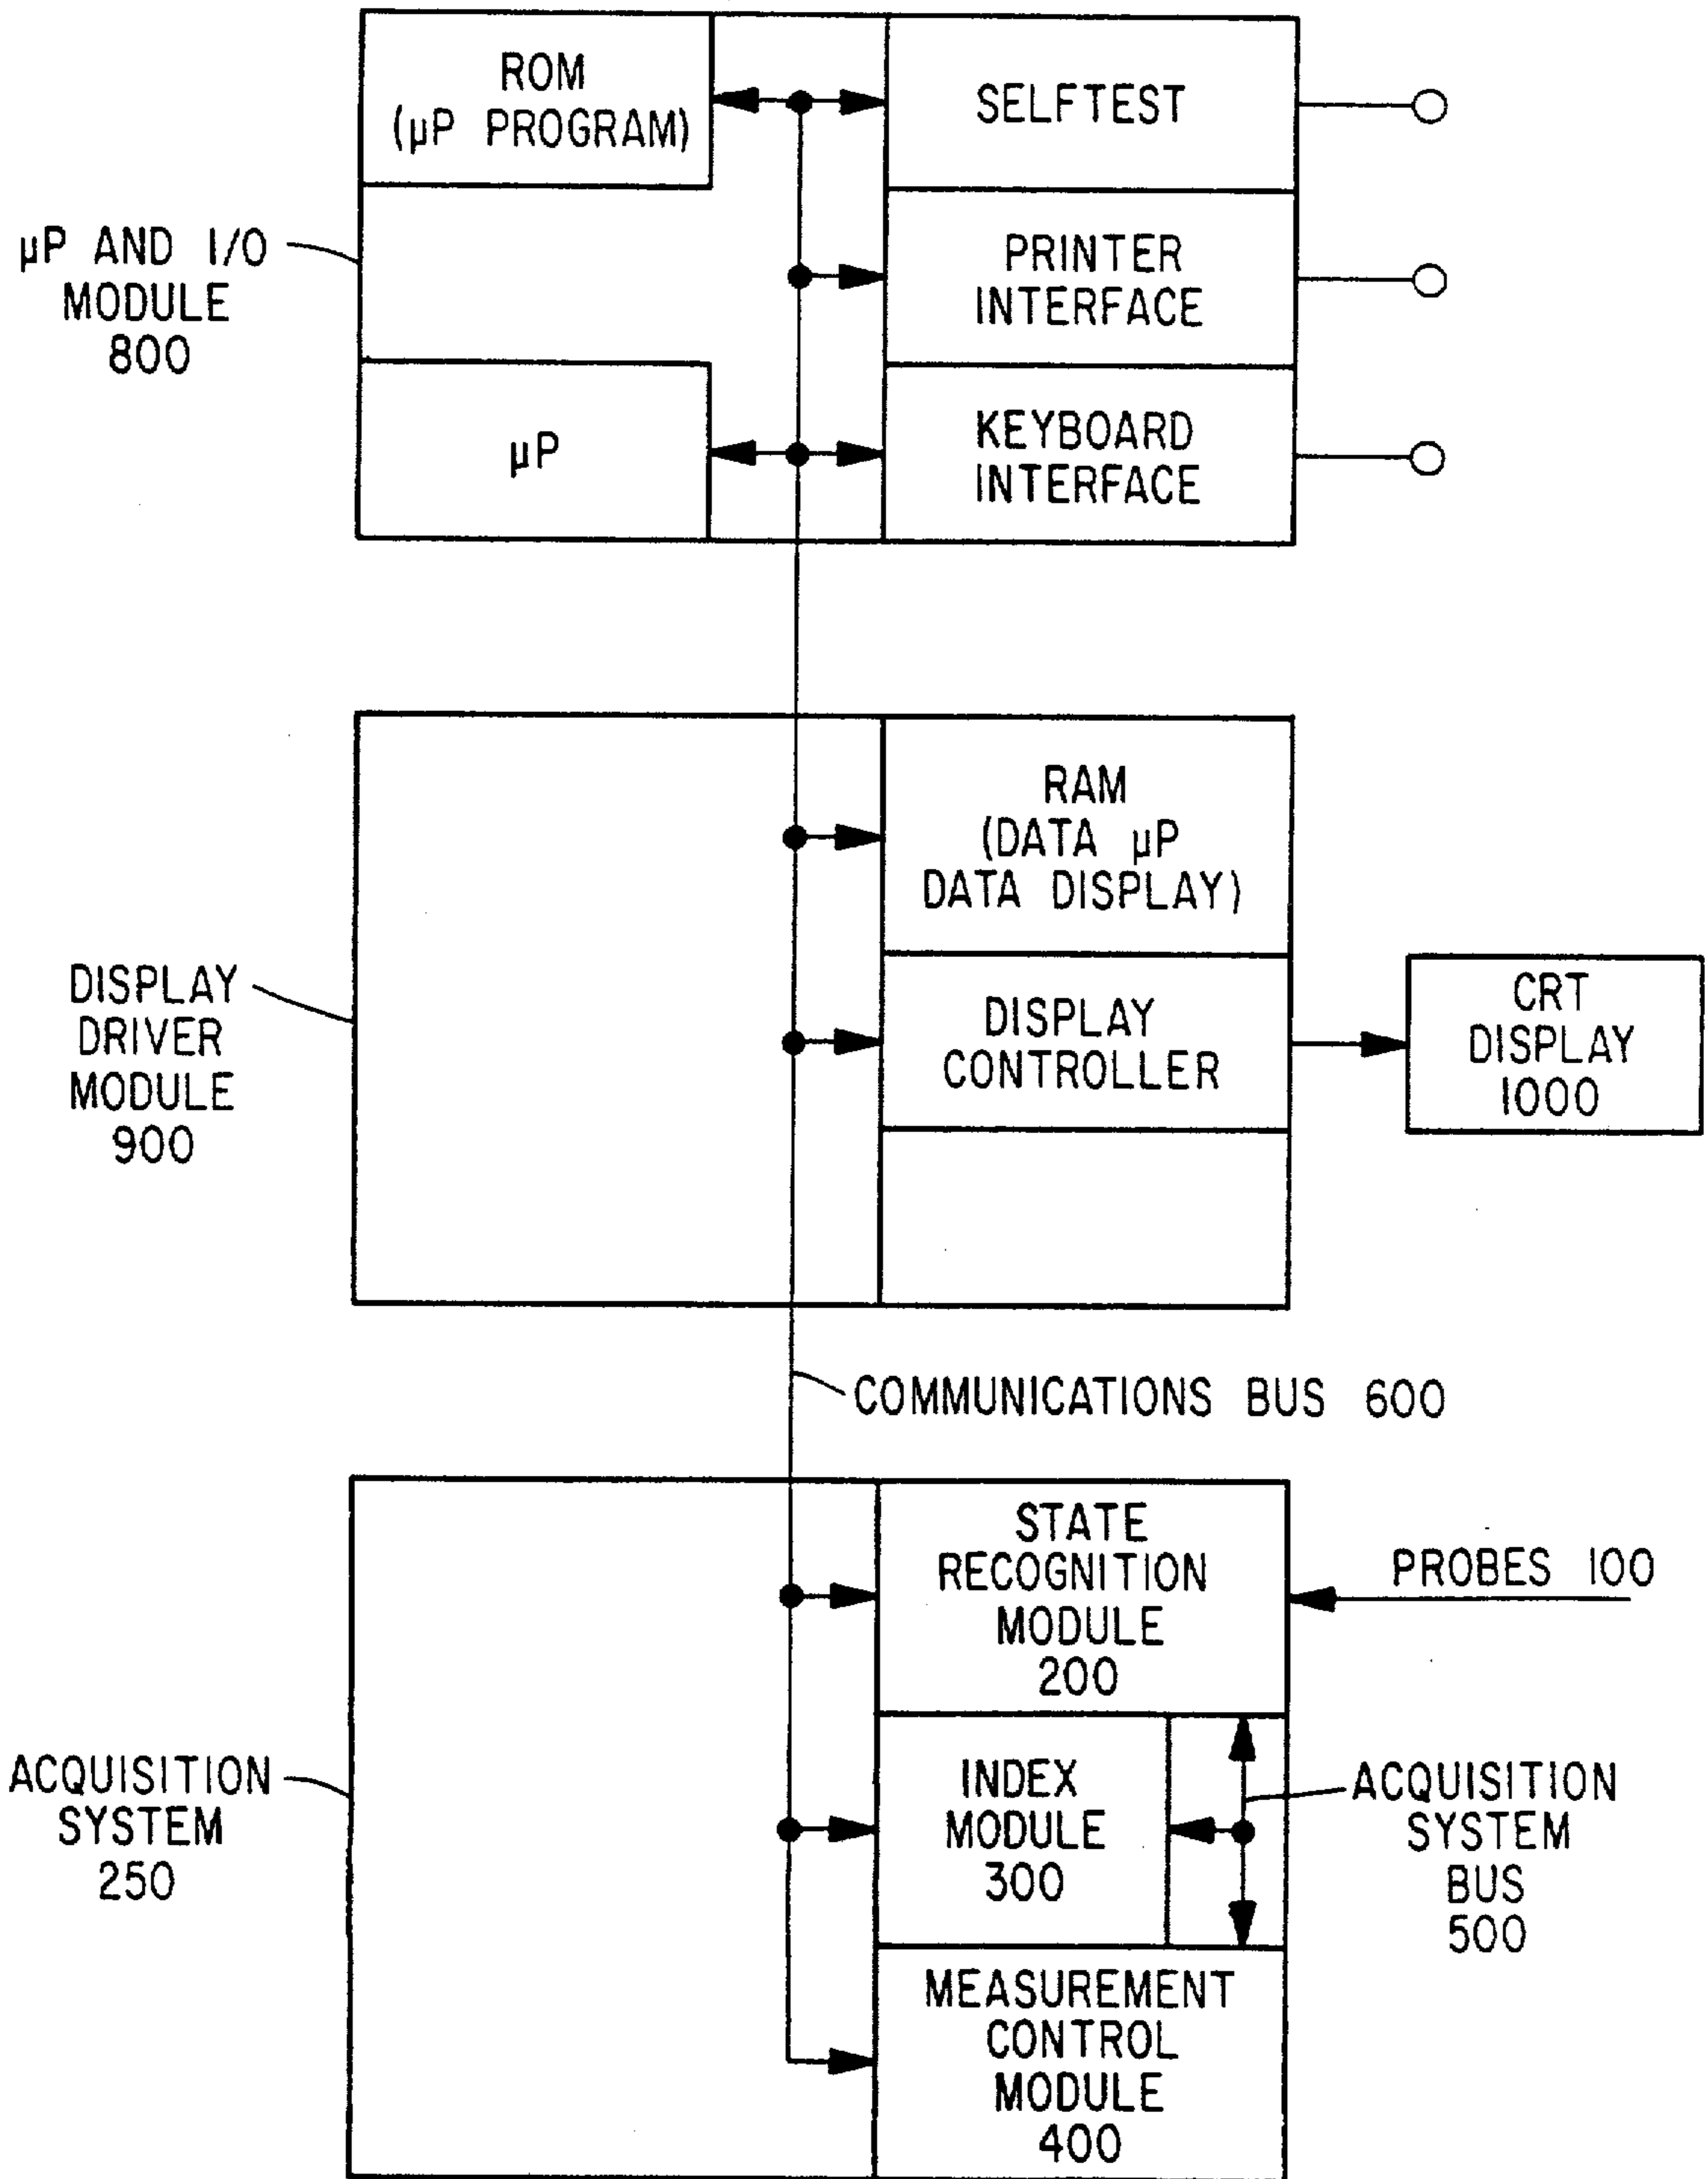 ROM
(µP PROGRAM)
SELFTEST
µP AND I/O
MODULE
800
PRINTER
INTERFACE
µP
KEYBOARD
INTERFACE
RAM
(DATA µP
DATA DISPLAY)
DISPLAY
DRIVER
MODULE
900
DISPLAY
CONTROLLER
CRT
DISPLAY
1000
COMMUNICATIONS BUS 600
STATE
RECOGNITION
MODULE
200
PROBES 100
ACQUISITION
SYSTEM
250
INDEX
MODULE
300
ACQUISITION
SYSTEM
BUS
500
MEASUREMENT
CONTROL
MODULE
400